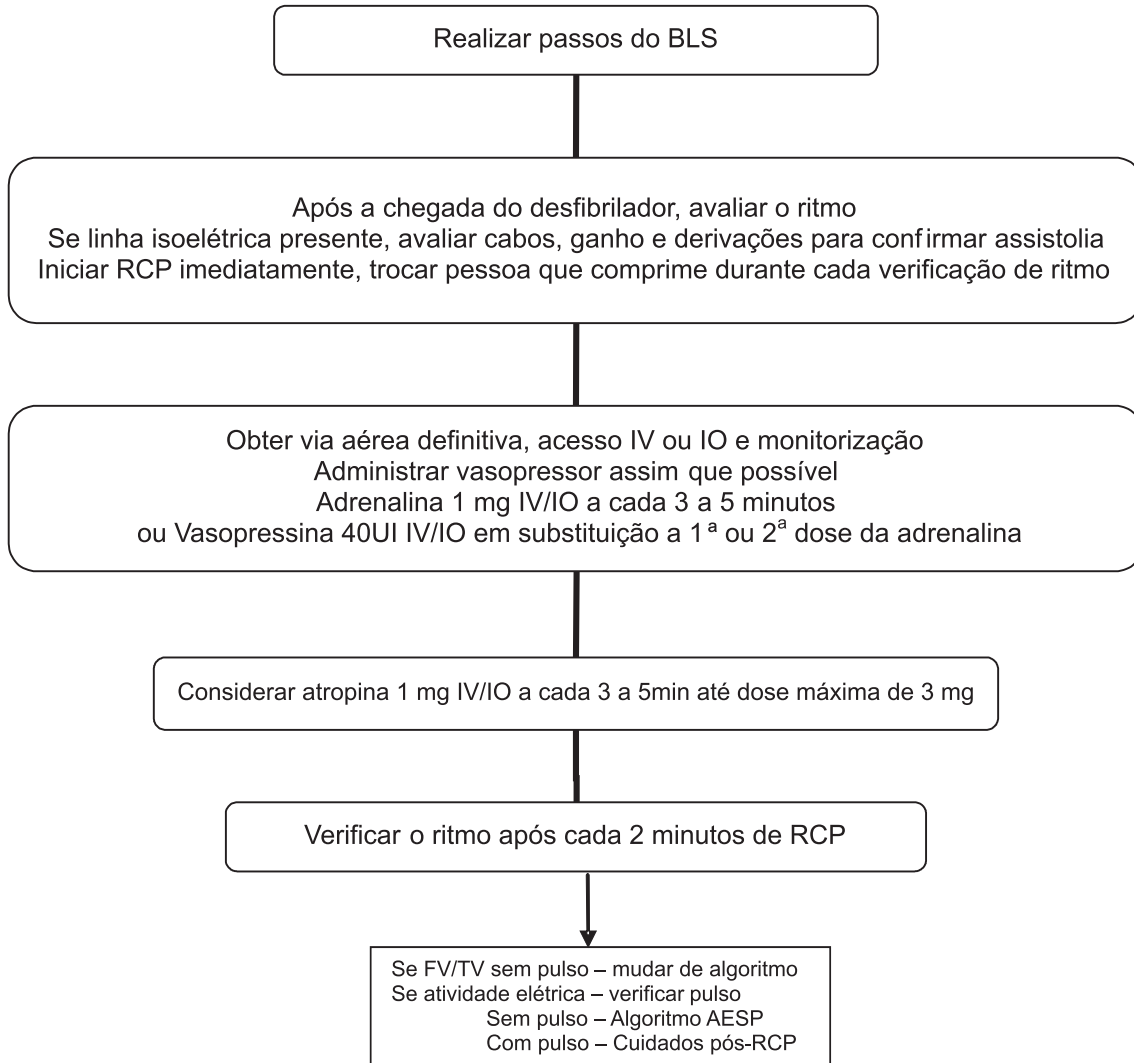 Realizar passos do BLS
Após a chegada do desfibrilador, avaliar o ritmo
Se linha isoelétrica presente, avaliar cabos, ganho e derivações para confirmar assistolia
Iniciar RCP imediatamente, trocar pessoa que comprime durante cada verificação de ritmo
Obter via aérea definitiva, acesso IV ou IO e monitorização
Administrar vasopressor assim que possível
Adrenalina 1 mg IV/IO a cada 3 a 5 minutos
ou Vasopressina 40UI IV/IO em substituição a 1ª ou 2ª dose da adrenalina
Considerar atropina 1 mg IV/IO a cada 3 a 5min até dose máxima de 3 mg
Verificar o ritmo após cada 2 minutos de RCP
Se FV/TV sem pulso – mudar de algoritmo
Se atividade elétrica – verificar pulso
Sem pulso – Algoritmo AESP
Com pulso – Cuidados pós-RCP